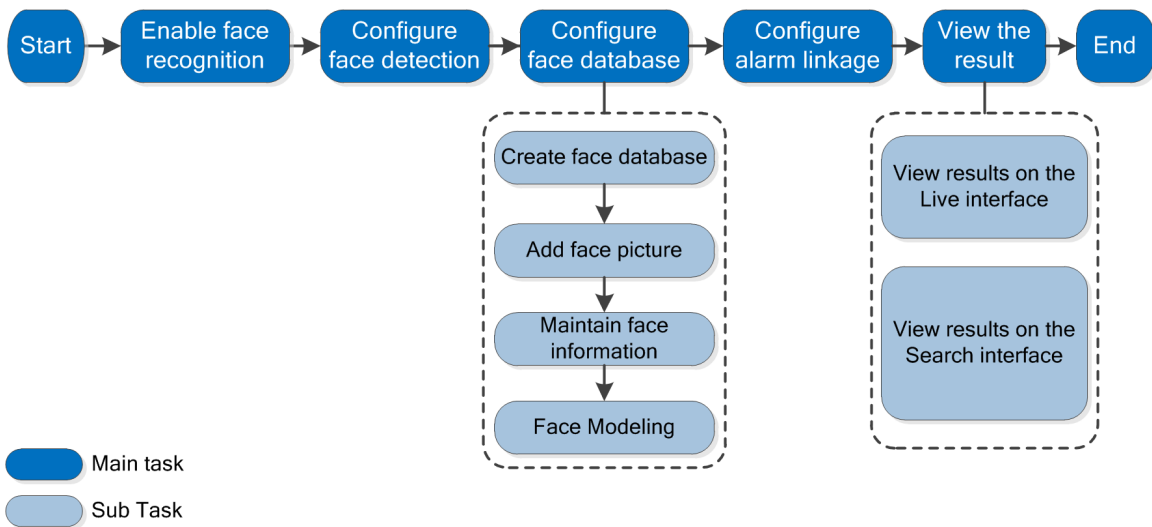 Start
Enable face
recognition
Configure
face detection
Configure
face database
Configure
alarm linkage
View the
result
End
Create face database
Add face picture
Maintain face
information
Face Modeling
View results on the
Live interface
View results on the
Search interface
Main task
Sub Task